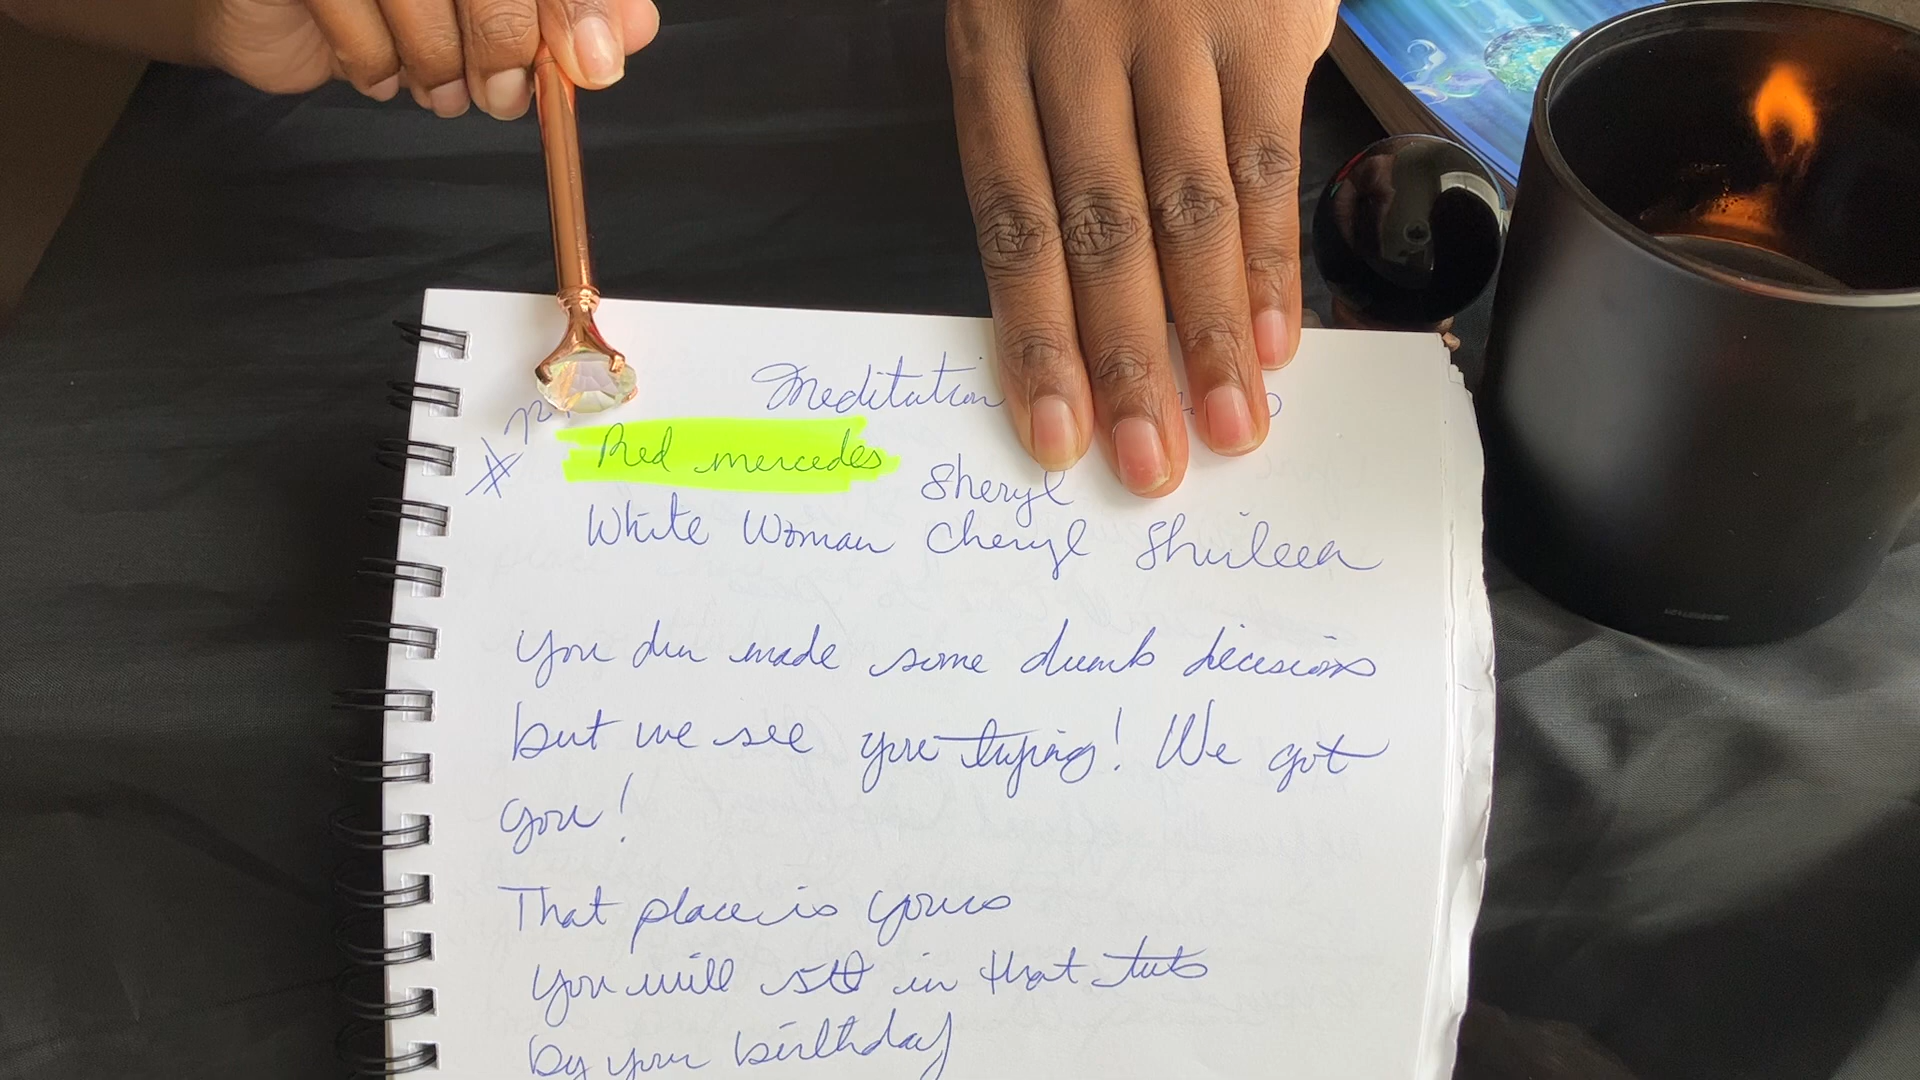 Meditation
Red mercedes
Sheryl
White Woman Cheryl Shirleen
You dun made some dumb decisions
but we see you trying! We got
you!
That place is yours
You will sit in that tub
by your birthday